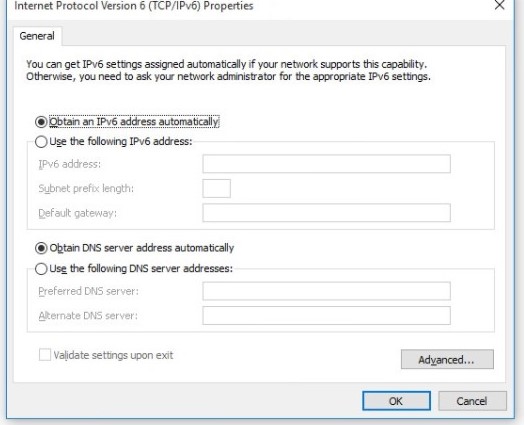 Internet Protocol Version 6 (TCP/IPv6) Properties
General
You can get IPv6 settings assigned automatically if your network supports this capability.
Otherwise, you need to ask your network administrator for the appropriate IPv6 settings.
Obtain an IPv6 address automatically
Use the following IPv6 address:
IPv6 address:
Subnet prefix length:
Default gateway:
Obtain DNS server address automatically
Use the following DNS server addresses:
Preferred DNS server:
Alternate DNS server:
Validate settings upon exit
Advanced...
OK Cancel